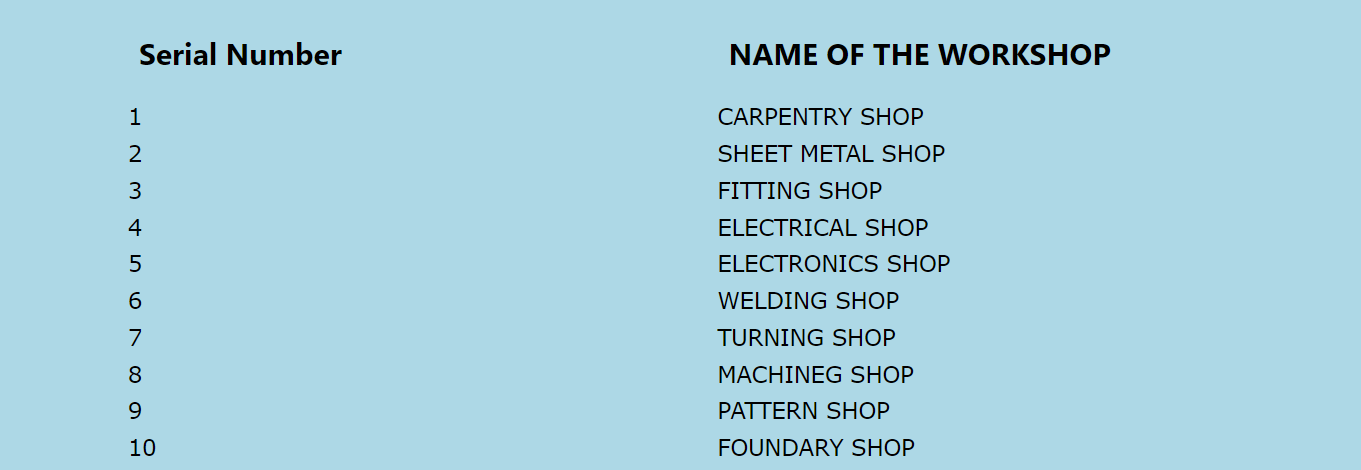 Serial Number NAME OF THE WORKSHOP
1 CARPENTRY SHOP
2 SHEET METAL SHOP
3 FITTING SHOP
4 ELECTRICAL SHOP
5 ELECTRONICS SHOP
6 WELDING SHOP
7 TURNING SHOP
8 MACHINEG SHOP
9 PATTERN SHOP
10 FOUNDARY SHOP